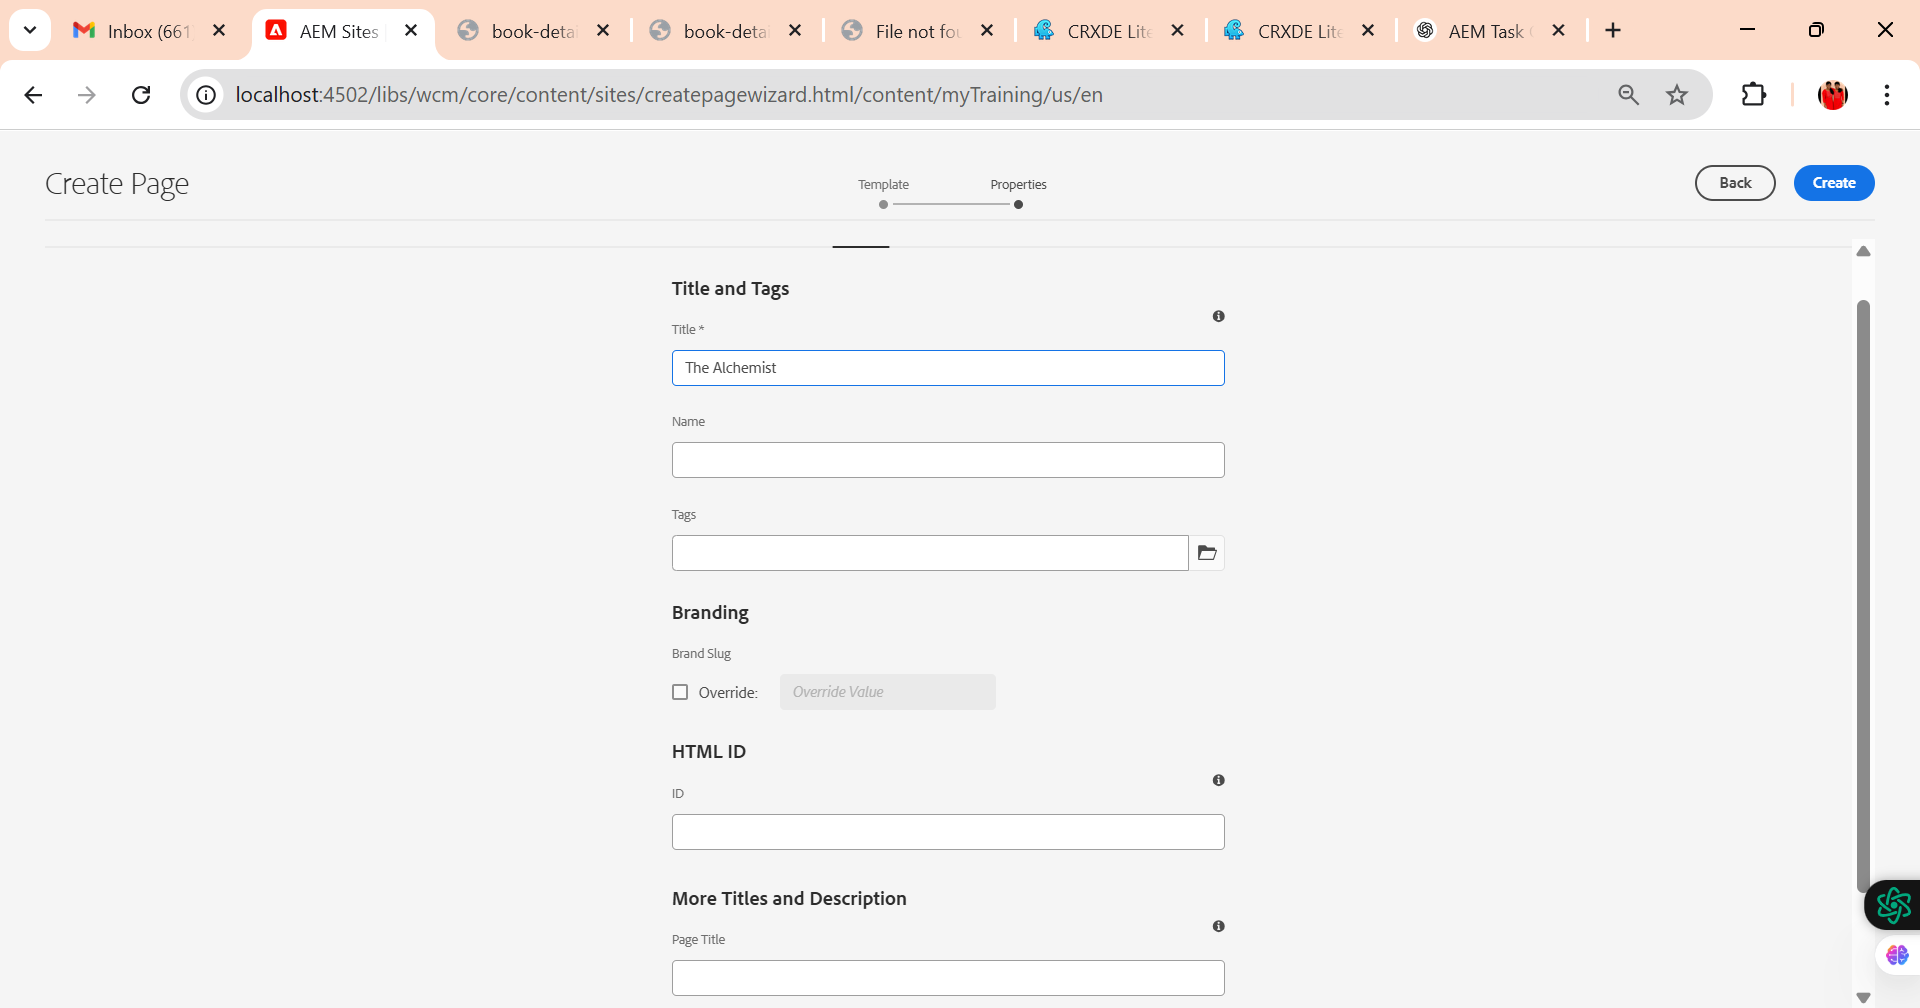 Inbox (661
AEM Sites
book-detai
book-detai
File not fou
CRXDE Lite
CRXDE Lite
AEM Task
localhost:4502/libs/wcm/core/content/sites/createpagewizard.html/content/myTraining/us/en
Create Page
Template
Properties
Back
Create
Title and Tags
Title *
The Alchemist
Name
Tags
Branding
Brand Slug
Override:
Override Value
HTML ID
ID
More Titles and Description
Page Title